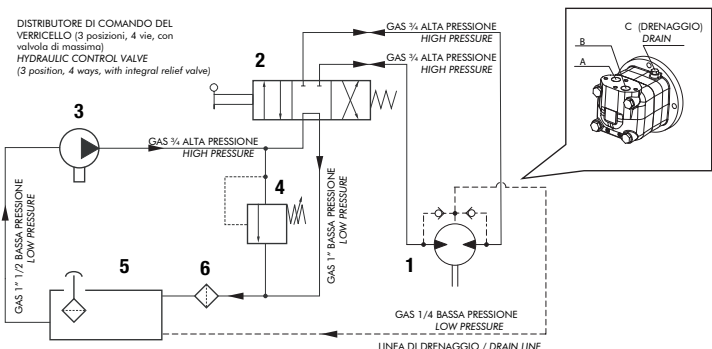 DISTRIBUTORE DI COMANDO DEL
VERRICELLO (3 posizioni, 4 vie, con
valvola di massima)
HYDRAULIC CONTROL VALVE
(3 position, 4 ways, with integral relief valve)
2
GAS ¾ ALTA PRESSIONE
HIGH PRESSURE
GAS ¾ ALTA PRESSIONE
HIGH PRESSURE
C (DRENAGGIO)
DRAIN
B
A
3
GAS ¾ ALTA PRESSIONE
HIGH PRESSURE
4
GAS 1" 1/2 BASSA PRESSIONE
LOW PRESSURE
GAS 1" BASSA PRESSIONE
LOW PRESSURE
1
5
6
GAS 1/4 BASSA PRESSIONE
LOW PRESSURE
LINEA DI DRENAGGIO / DRAIN LINE